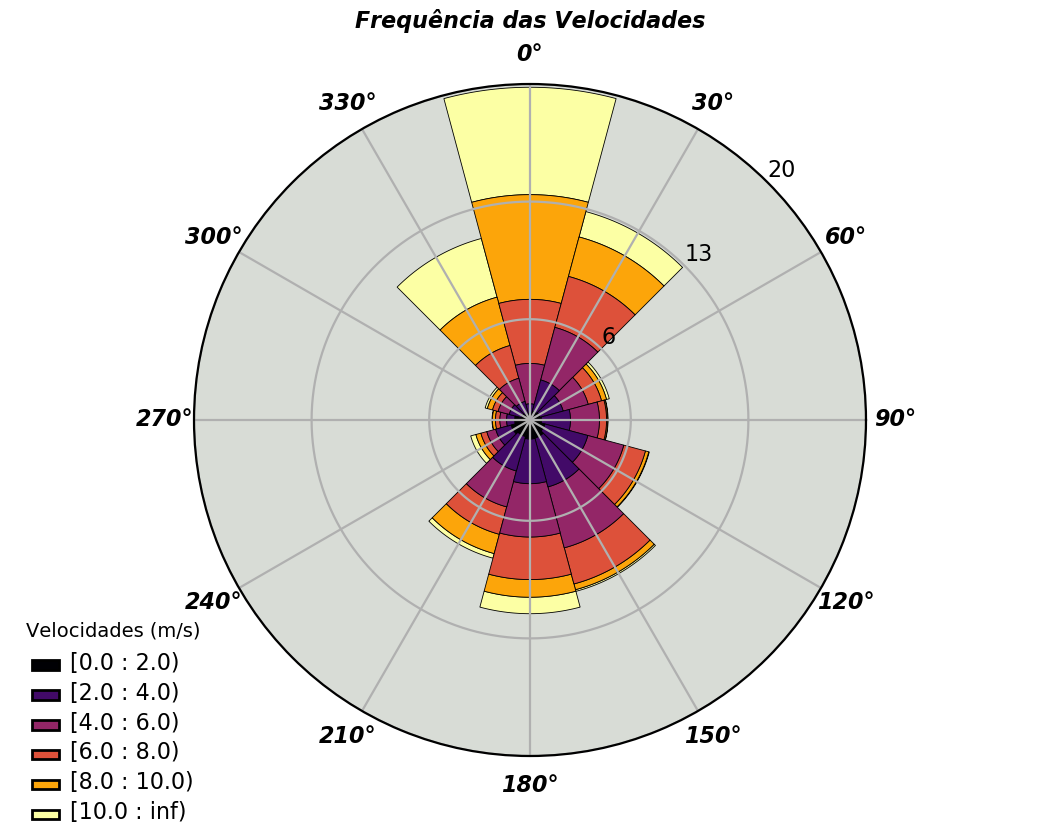 Frequência das Velocidades
0°
330°
30°
20
300°
60°
13
6
270°
90°
240°
120°
210°
150°
180°
Velocidades (m/s)
[0.0 : 2.0)
[2.0 : 4.0)
[4.0 : 6.0)
[6.0 : 8.0)
[8.0 : 10.0)
[10.0 : inf)